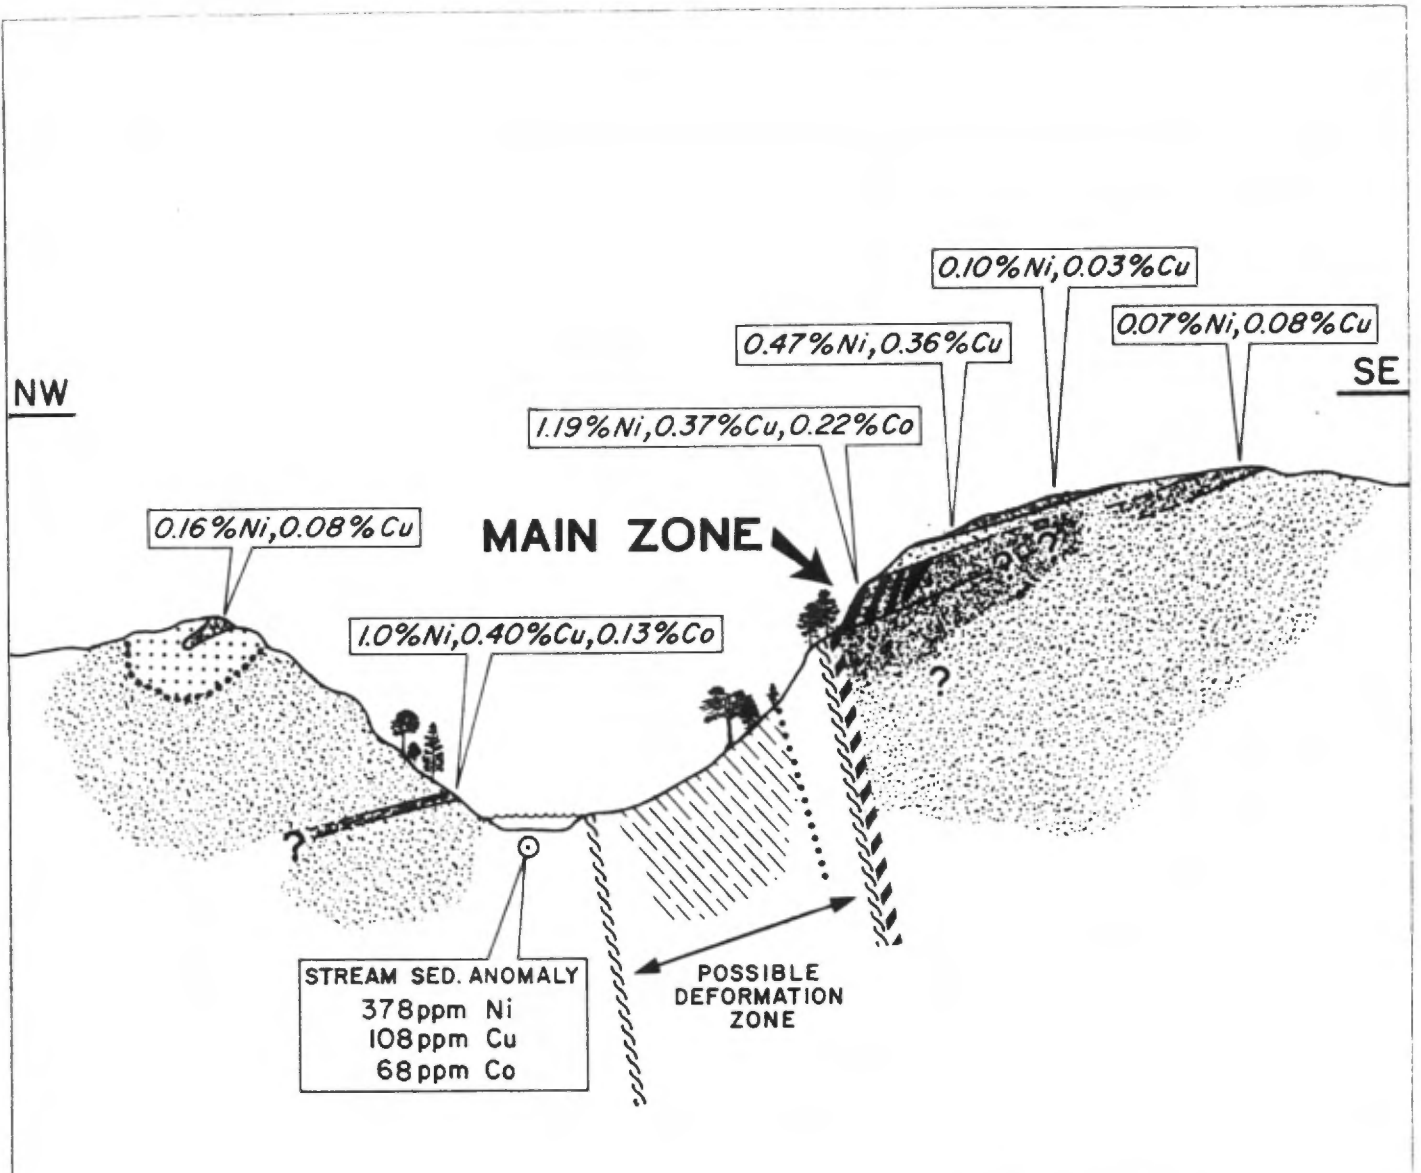 0.10%Ni,0.03%Cu
0.07%Ni,0.08%Cu
0.47%Ni,0.36%Cu
SE
NW
1.19%Ni,0.37%Cu,0.22%Co
0.16%Ni,0.08%Cu
MAIN ZONE
?
1.0%Ni,0.40%Cu,0.13%Co
?
?
STREAM SED. ANOMALY
378ppm Ni
108ppm Cu
68ppm Co
POSSIBLE
DEFORMATION
ZONE